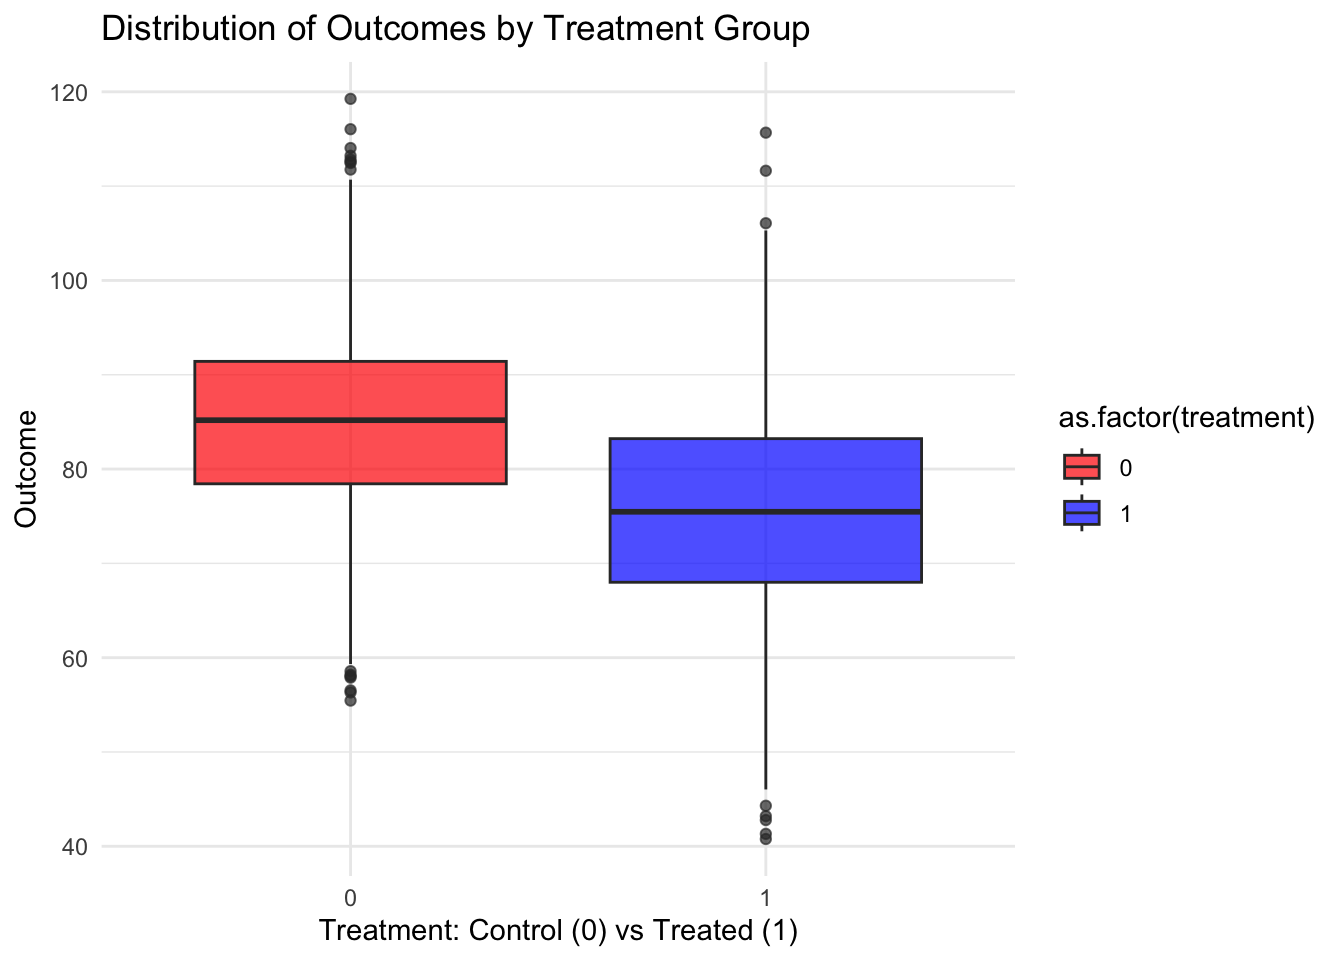 Distribution of Outcomes by Treatment Group
120
100
80
60
40
Outcome
0
1
Treatment: Control (0) vs Treated (1)
as.factor(treatment)
0
1